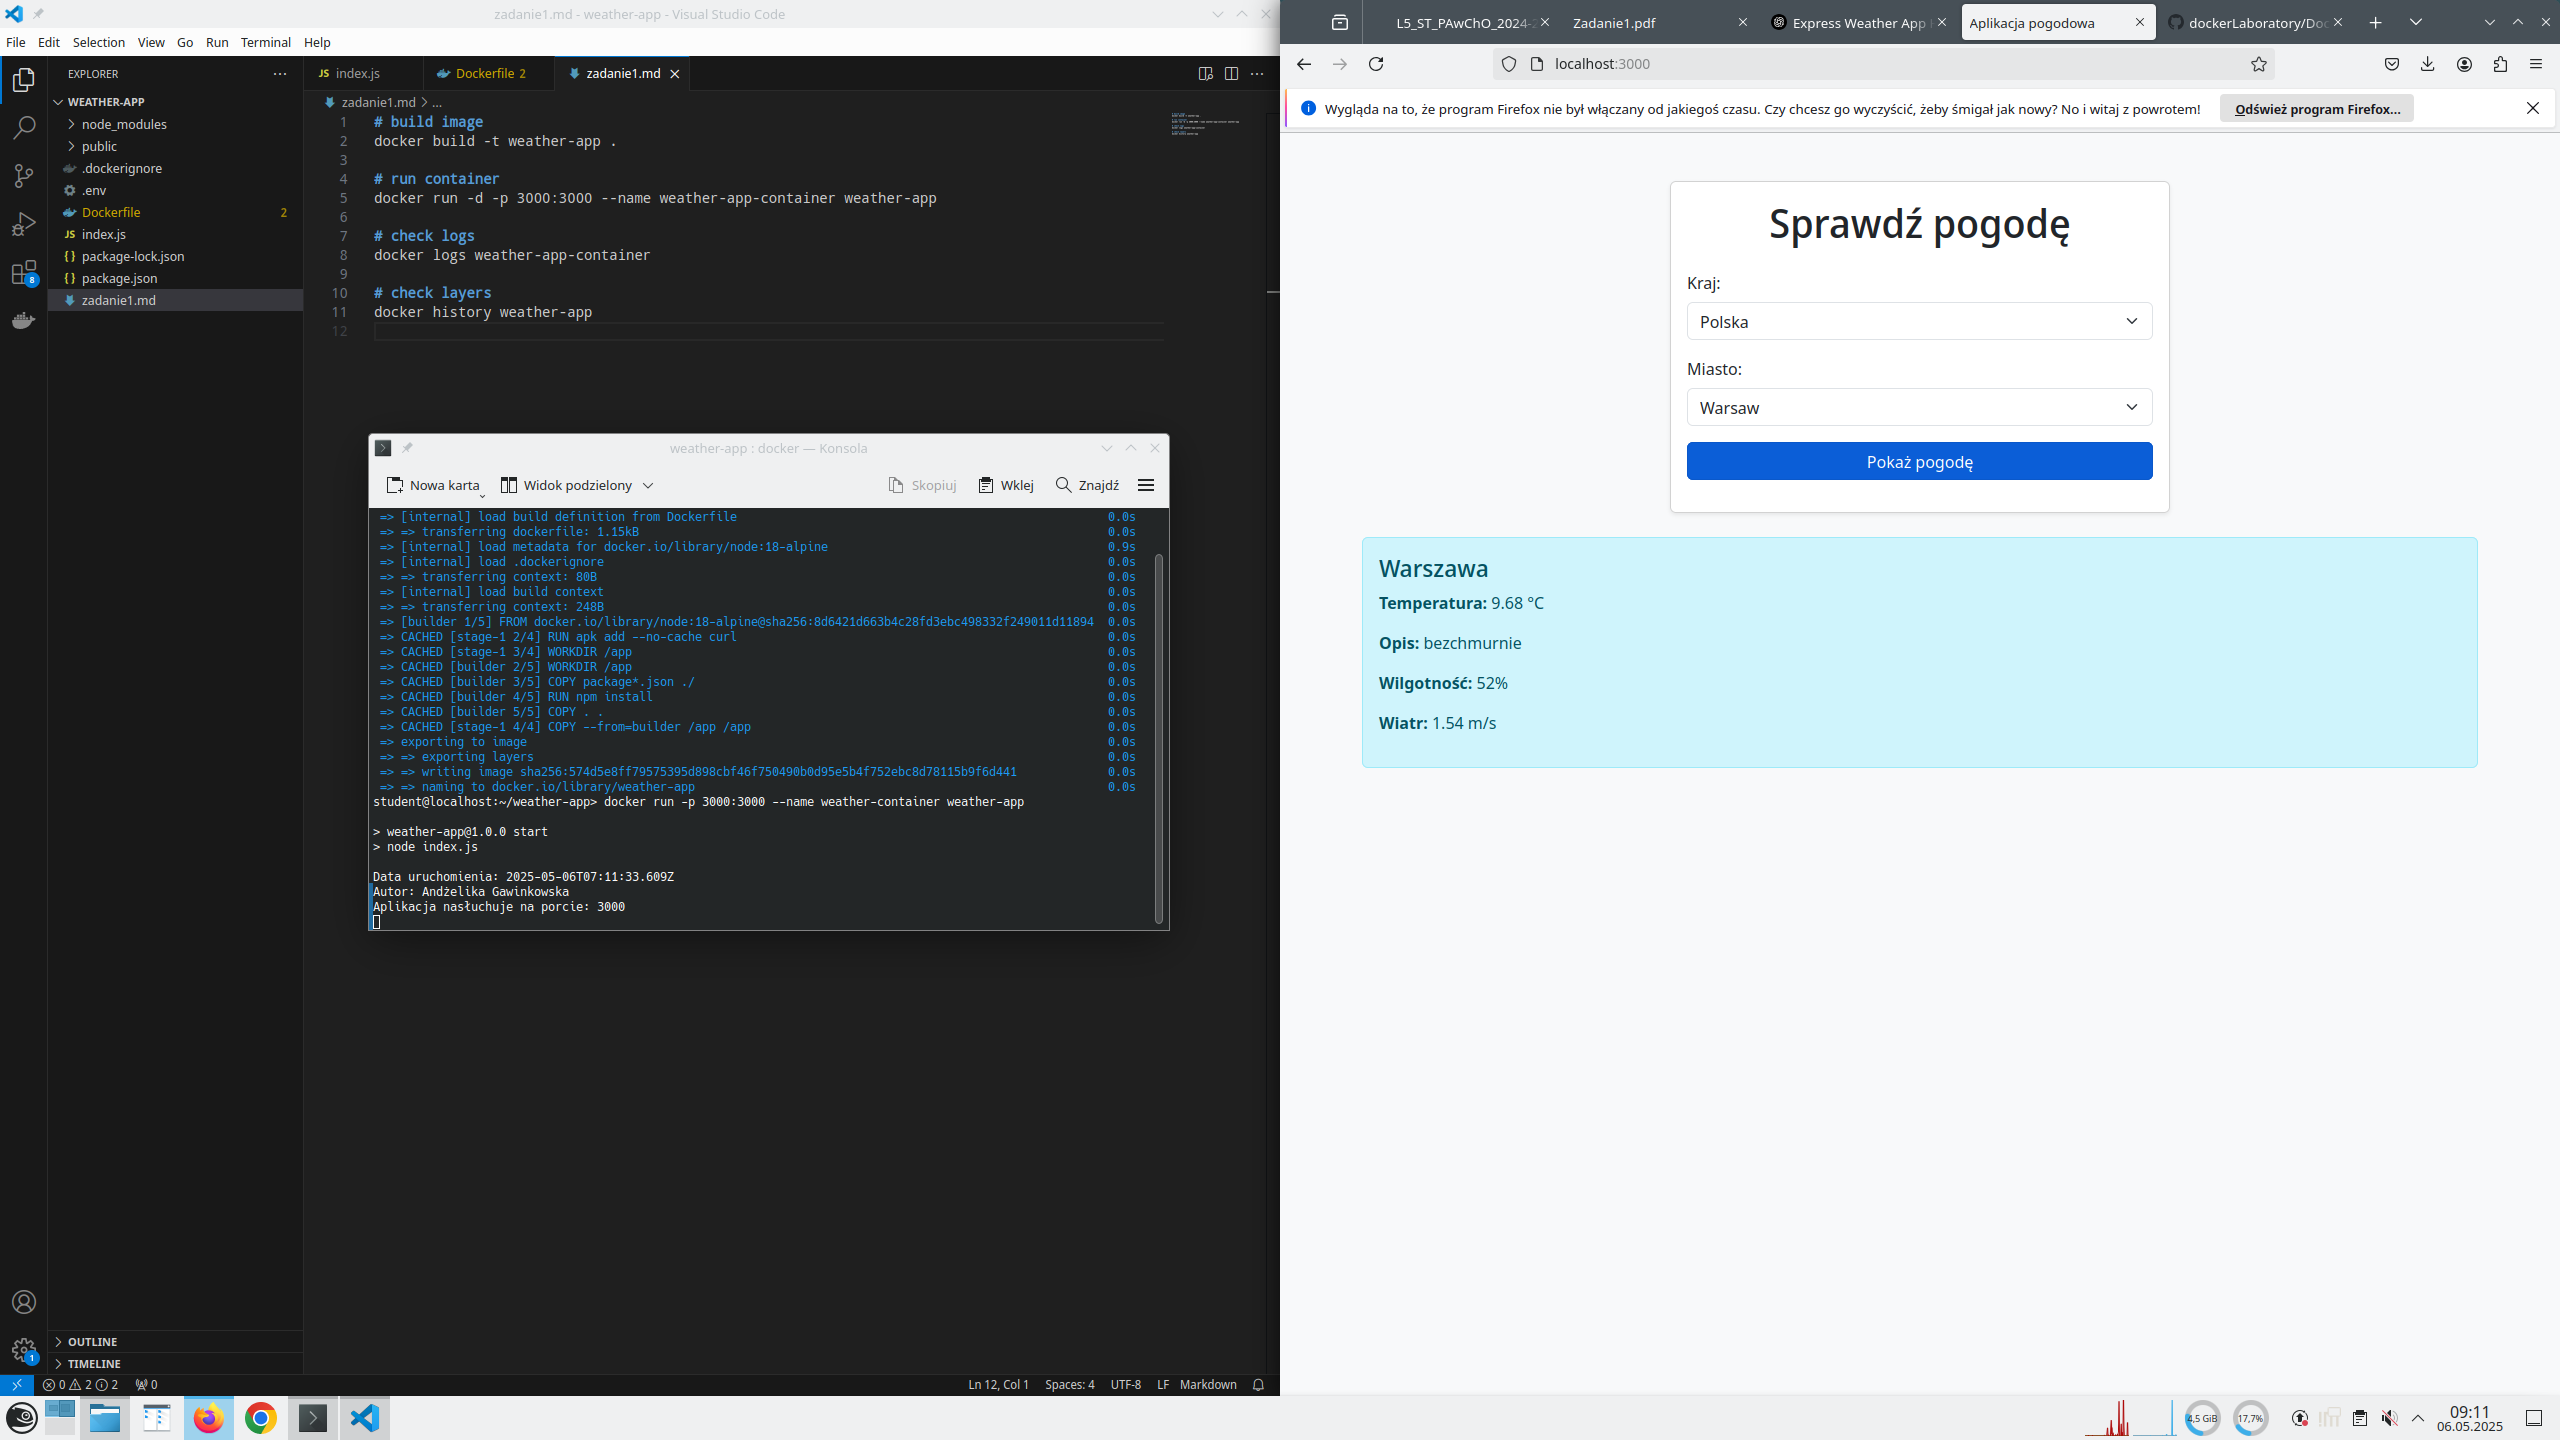 zadanie1.md - weather-app - Visual Studio Code
File Edit Selection View Go Run Terminal Help
EXPLORER
WEATHER-APP
node_modules
public
.dockerignore
.env
Dockerfile 2
index.js
package-lock.json
package.json
zadanie1.md
OUTLINE
TIMELINE
8
1
index.js Dockerfile 2 zadanie1.md
zadanie1.md > ...
1 # build image
2 docker build -t weather-app .
3
4 # run container
5 docker run -d -p 3000:3000 --name weather-app-container weather-app
6
7 # check logs
8 docker logs weather-app-container
9
10 # check layers
11 docker history weather-app
12
weather-app : docker — Konsola
Nowa karta Widok podzielony Skopiuj Wklej Znajdź
=> [internal] load build definition from Dockerfile 0.0s
=> => transferring dockerfile: 1.15kB 0.0s
=> [internal] load metadata for docker.io/library/node:18-alpine 0.9s
=> [internal] load .dockerignore 0.0s
=> => transferring context: 80B 0.0s
=> [internal] load build context 0.0s
=> => transferring context: 248B 0.0s
=> [builder 1/5] FROM docker.io/library/node:18-alpine@sha256:8d6421d663b4c28fd3ebc498332f249011d11894 0.0s
=> CACHED [stage-1 2/4] RUN apk add --no-cache curl 0.0s
=> CACHED [stage-1 3/4] WORKDIR /app 0.0s
=> CACHED [builder 2/5] WORKDIR /app 0.0s
=> CACHED [builder 3/5] COPY package*.json ./ 0.0s
=> CACHED [builder 4/5] RUN npm install 0.0s
=> CACHED [builder 5/5] COPY . . 0.0s
=> CACHED [stage-1 4/4] COPY --from=builder /app /app 0.0s
=> exporting to image 0.0s
=> => exporting layers 0.0s
=> => writing image sha256:574d5e8ff79575395d898cbf46f750490b0d95e5b4f752ebc8d78115b9f6d441 0.0s
=> => naming to docker.io/library/weather-app 0.0s
student@localhost:~/weather-app> docker run -p 3000:3000 --name weather-container weather-app
> weather-app@1.0.0 start
> node index.js
Data uruchomienia: 2025-05-06T07:11:33.609Z
Autor: Andżelika Gawinkowska
Aplikacja nasłuchuje na porcie: 3000
0 2 2 0
Ln 12, Col 1 Spaces: 4 UTF-8 LF Markdown
L5_ST_PAwChO_2024-2 Zadanie1.pdf Express Weather App Aplikacja pogodowa dockerLaboratory/Doc
localhost:3000
Wygląda na to, że program Firefox nie był włączany od jakiegoś czasu. Czy chcesz go wyczyścić, żeby śmigał jak nowy? No i witaj z powrotem! Odśwież program Firefox...
Sprawdź pogodę
Kraj:
Polska
Miasto:
Warsaw
Pokaż pogodę
Warszawa
Temperatura: 9.68 °C
Opis: bezchmurnie
Wilgotność: 52%
Wiatr: 1.54 m/s
4,5 GiB 17,7%
09:11
06.05.2025